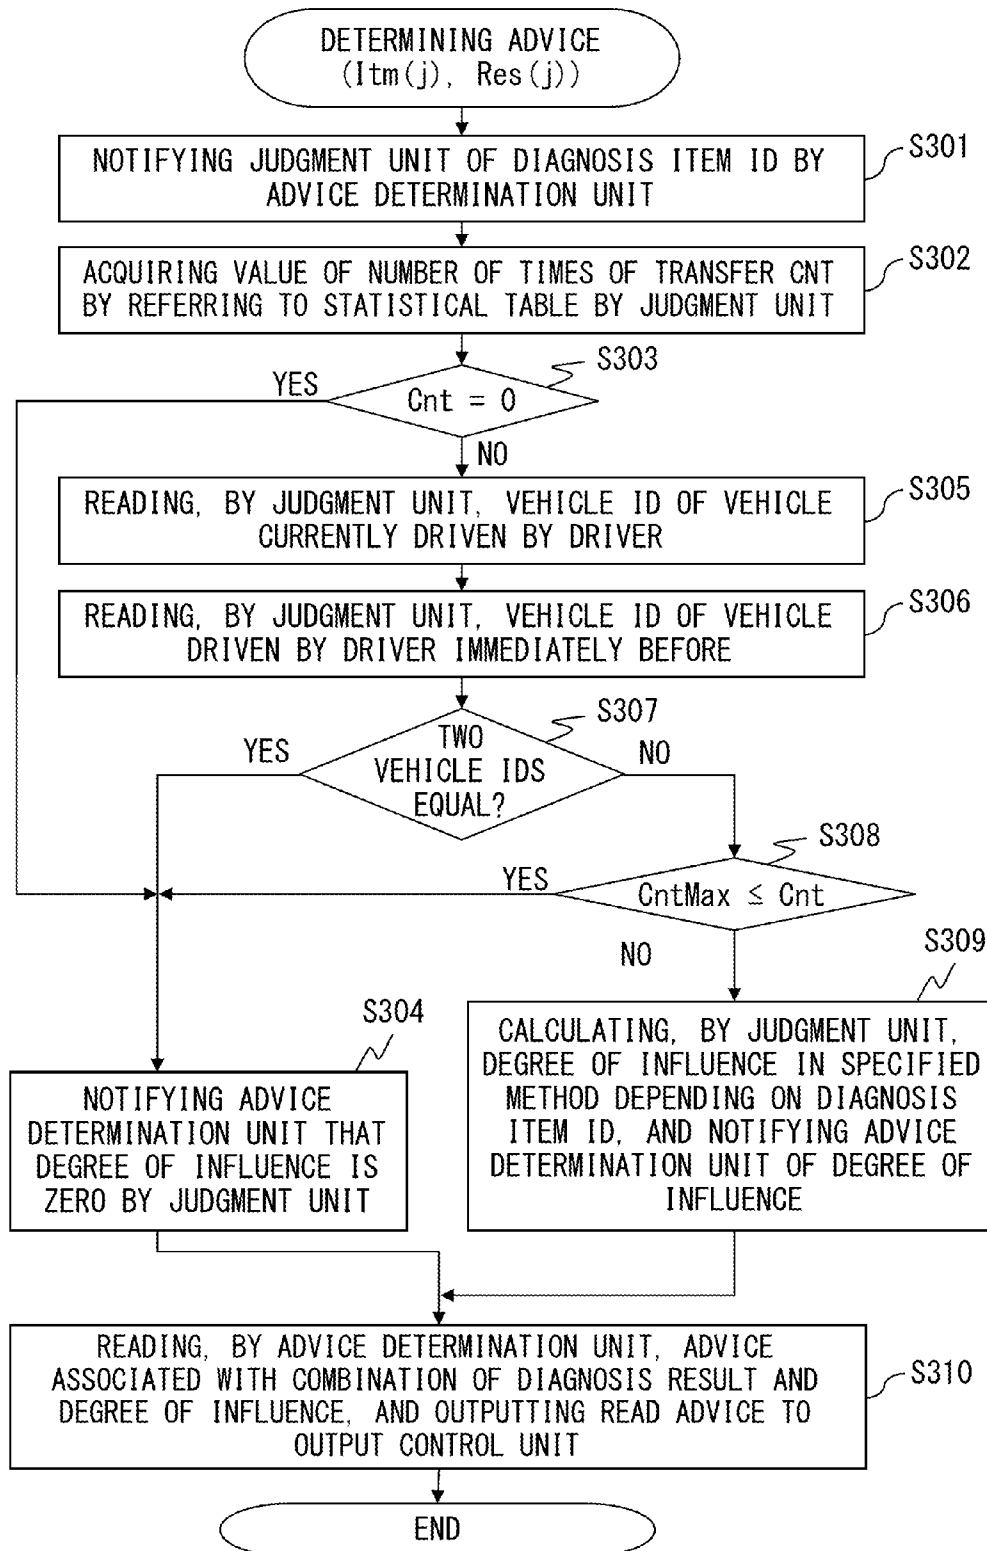 DETERMINING ADVICE
(Itm(j), Res(j))
S301
NOTIFYING JUDGMENT UNIT OF DIAGNOSIS ITEM ID BY
ADVICE DETERMINATION UNIT
S302
ACQUIRING VALUE OF NUMBER OF TIMES OF TRANSFER CNT
BY REFERRING TO STATISTICAL TABLE BY JUDGMENT UNIT
S303
YES
Cnt = 0
NO
S305
READING, BY JUDGMENT UNIT, VEHICLE ID OF VEHICLE
CURRENTLY DRIVEN BY DRIVER
S306
READING, BY JUDGMENT UNIT, VEHICLE ID OF VEHICLE
DRIVEN BY DRIVER IMMEDIATELY BEFORE
S307
YES
TWO
VEHICLE IDS
EQUAL?
NO
S308
YES
CntMax ≤ Cnt
NO
S309
CALCULATING, BY JUDGMENT UNIT,
DEGREE OF INFLUENCE IN SPECIFIED
METHOD DEPENDING ON DIAGNOSIS
ITEM ID, AND NOTIFYING ADVICE
DETERMINATION UNIT OF DEGREE OF
INFLUENCE
S304
NOTIFYING ADVICE
DETERMINATION UNIT THAT
DEGREE OF INFLUENCE IS
ZERO BY JUDGMENT UNIT
S310
READING, BY ADVICE DETERMINATION UNIT, ADVICE
ASSOCIATED WITH COMBINATION OF DIAGNOSIS RESULT AND
DEGREE OF INFLUENCE, AND OUTPUTTING READ ADVICE TO
OUTPUT CONTROL UNIT
END